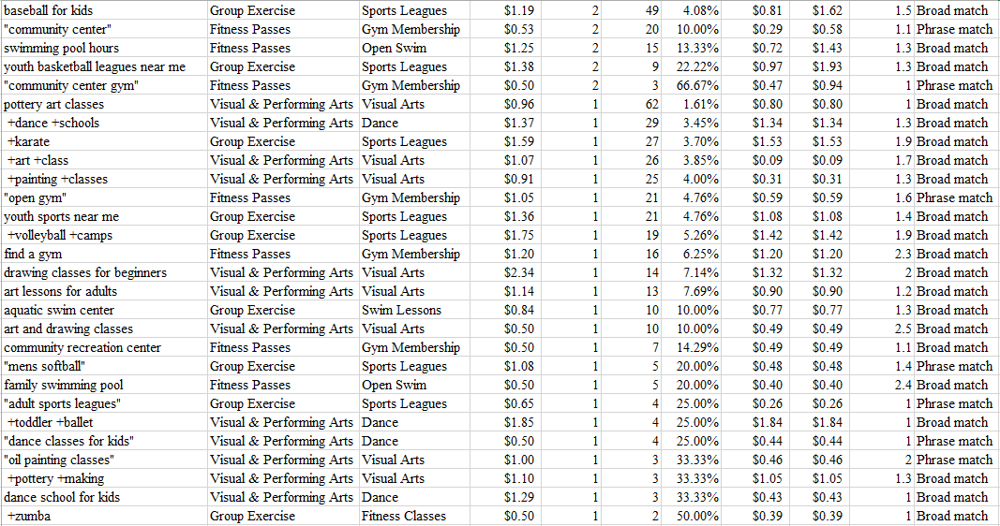 baseball for kids Group Exercise Sports Leagues $1.19 2 49 4.08% $0.81 $1.62 1.5 Broad match
"community center" Fitness Passes Gym Membership $0.53 2 20 10.00% $0.29 $0.58 1.1 Phrase match
swimming pool hours Fitness Passes Open Swim $1.25 2 15 13.33% $0.72 $1.43 1.3 Broad match
youth basketball leagues near me Group Exercise Sports Leagues $1.38 2 9 22.22% $0.97 $1.93 1.3 Broad match
"community center gym" Fitness Passes Gym Membership $0.50 2 3 66.67% $0.47 $0.94 1 Phrase match
pottery art classes Visual & Performing Arts Visual Arts $0.96 1 62 1.61% $0.80 $0.80 1 Broad match
+dance +schools Visual & Performing Arts Dance $1.37 1 29 3.45% $1.34 $1.34 1.3 Broad match
+karate Group Exercise Sports Leagues $1.59 1 27 3.70% $1.53 $1.53 1.9 Broad match
+art +class Visual & Performing Arts Visual Arts $1.07 1 26 3.85% $0.09 $0.09 1.7 Broad match
+painting +classes Visual & Performing Arts Visual Arts $0.91 1 25 4.00% $0.31 $0.31 1.3 Broad match
"open gym" Fitness Passes Gym Membership $1.05 1 21 4.76% $0.59 $0.59 1.6 Phrase match
youth sports near me Group Exercise Sports Leagues $1.36 1 21 4.76% $1.08 $1.08 1.4 Broad match
+volleyball +camps Group Exercise Sports Leagues $1.75 1 19 5.26% $1.42 $1.42 1.9 Broad match
find a gym Fitness Passes Gym Membership $1.20 1 16 6.25% $1.20 $1.20 2.3 Broad match
drawing classes for beginners Visual & Performing Arts Visual Arts $2.34 1 14 7.14% $1.32 $1.32 2 Broad match
art lessons for adults Visual & Performing Arts Visual Arts $1.14 1 13 7.69% $0.90 $0.90 1.2 Broad match
aquatic swim center Group Exercise Swim Lessons $0.84 1 10 10.00% $0.77 $0.77 1.3 Broad match
art and drawing classes Visual & Performing Arts Visual Arts $0.50 1 10 10.00% $0.49 $0.49 2.5 Broad match
community recreation center Fitness Passes Gym Membership $0.50 1 7 14.29% $0.49 $0.49 1.1 Broad match
"mens softball" Group Exercise Sports Leagues $1.08 1 5 20.00% $0.48 $0.48 1.4 Phrase match
family swimming pool Fitness Passes Open Swim $0.50 1 5 20.00% $0.40 $0.40 2.4 Broad match
"adult sports leagues" Group Exercise Sports Leagues $0.65 1 4 25.00% $0.26 $0.26 1 Phrase match
+toddler +ballet Visual & Performing Arts Dance $1.85 1 4 25.00% $1.84 $1.84 1 Broad match
"dance classes for kids" Visual & Performing Arts Dance $0.50 1 4 25.00% $0.44 $0.44 1 Phrase match
"oil painting classes" Visual & Performing Arts Visual Arts $1.00 1 3 33.33% $0.46 $0.46 2 Phrase match
+pottery +making Visual & Performing Arts Visual Arts $1.10 1 3 33.33% $1.05 $1.05 1.3 Broad match
dance school for kids Visual & Performing Arts Dance $1.29 1 3 33.33% $0.43 $0.43 1 Broad match
+zumba Group Exercise Fitness Classes $0.50 1 2 50.00% $0.39 $0.39 1 Broad match